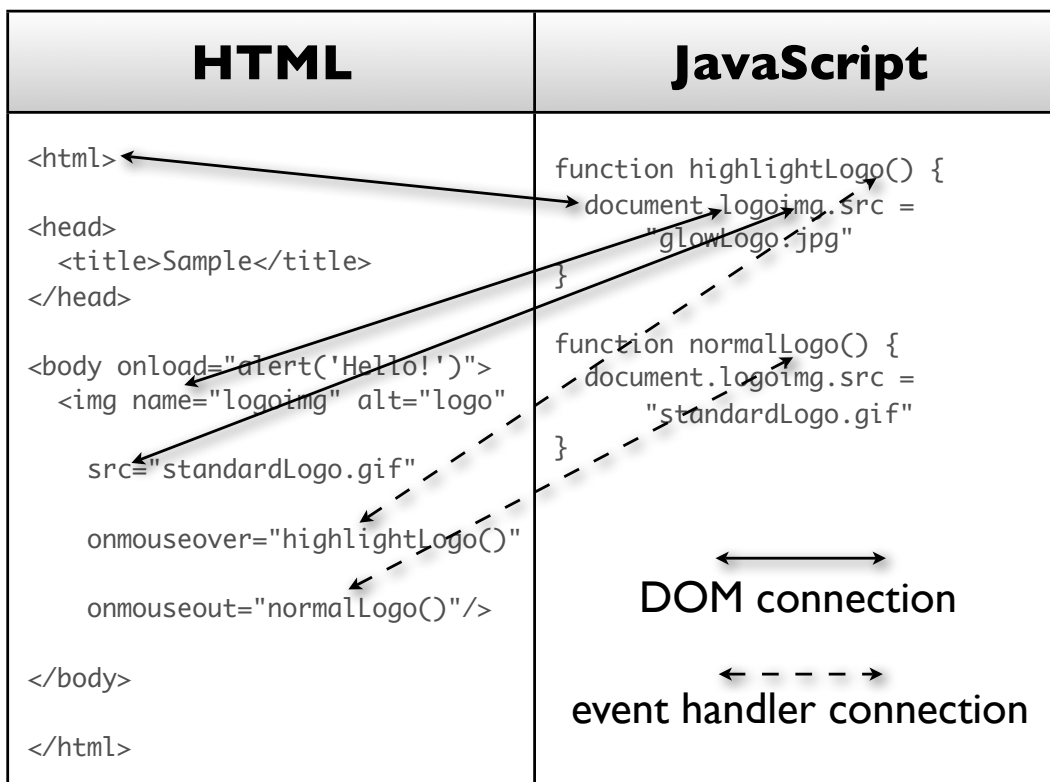 HTML
<html>
<head>
<title>Sample</title>
</head>
<body onload="alert('Hello!')">
<img name="logoimg" alt="logo"
src="standardLogo.gif"
onmouseover="highlightLogo()"
onmouseout="normalLogo()"/>
</body>
</html>
JavaScript
function highlightLogo() {
document.logoimg.src =
"glowLogo.jpg"
}
function normalLogo() {
document.logoimg.src =
"standardLogo.gif"
}
DOM connection
event handler connection